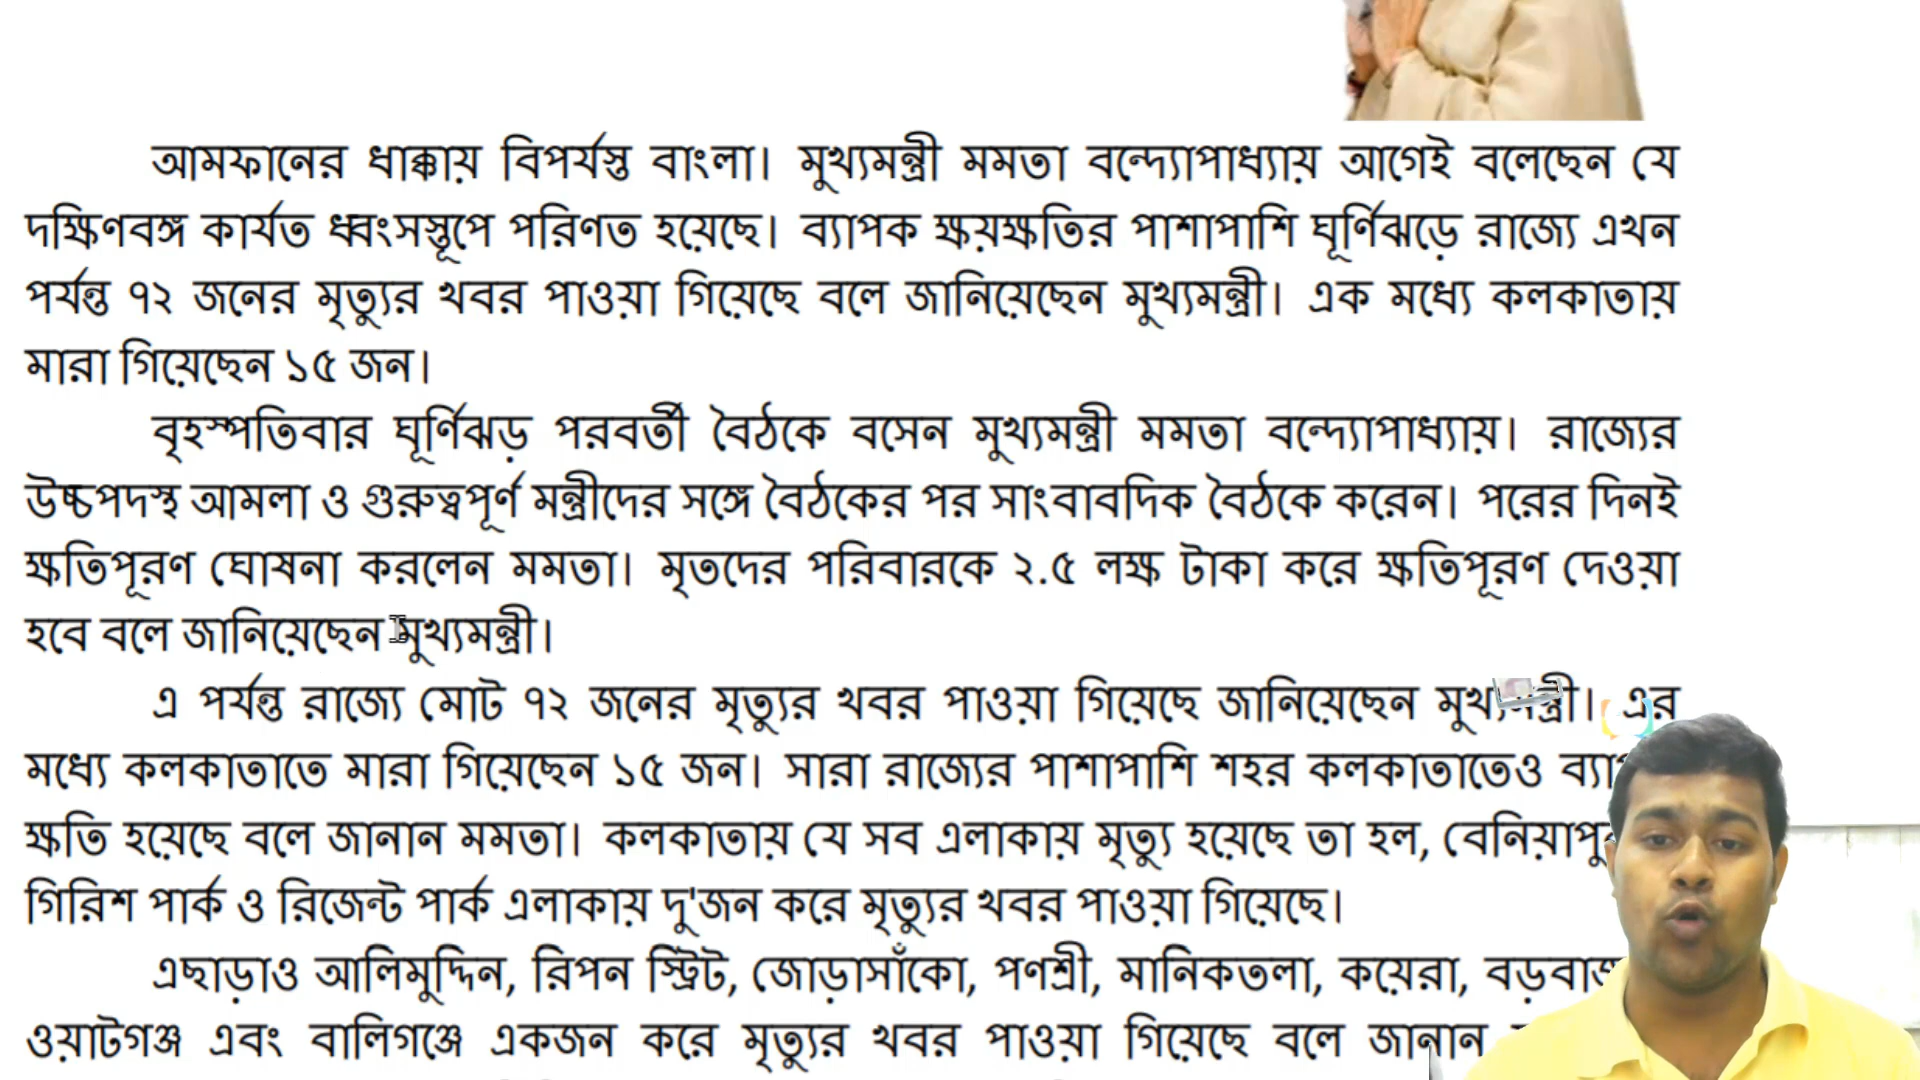 আমফানের ধাক্কায় বিপর্যস্ত বাংলা। মুখ্যমন্ত্রী মমতা বন্দ্যোপাধ্যায় আগেই বলেছেন যে
দক্ষিণবঙ্গ কার্যত ধ্বংসস্তূপে পরিণত হয়েছে। ব্যাপক ক্ষয়ক্ষতির পাশাপাশি ঘূর্ণিঝড়ে রাজ্যে এখন
পর্যন্ত ৭২ জনের মৃত্যুর খবর পাওয়া গিয়েছে বলে জানিয়েছেন মুখ্যমন্ত্রী। এক মধ্যে কলকাতায়
মারা গিয়েছেন ১৫ জন।
বৃহস্পতিবার ঘূর্ণিঝড় পরবর্তী বৈঠকে বসেন মুখ্যমন্ত্রী মমতা বন্দ্যোপাধ্যায়। রাজ্যের
উচ্চপদস্থ আমলা ও গুরুত্বপূর্ণ মন্ত্রীদের সঙ্গে বৈঠকের পর সাংবাবদিক বৈঠকে করেন। পরের দিনই
ক্ষতিপূরণ ঘোষনা করলেন মমতা। মৃতদের পরিবারকে ২.৫ লক্ষ টাকা করে ক্ষতিপূরণ দেওয়া
হবে বলে জানিয়েছেন মুখ্যমন্ত্রী।
এ পর্যন্ত রাজ্যে মোট ৭২ জনের মৃত্যুর খবর পাওয়া গিয়েছে জানিয়েছেন মুখ্যমন্ত্রী। এর
মধ্যে কলকাতাতে মারা গিয়েছেন ১৫ জন। সারা রাজ্যের পাশাপাশি শহর কলকাতাতেও
ক্ষতি হয়েছে বলে জানান মমতা। কলকাতায় যে সব এলাকায় মৃত্যু হয়েছে তা হল,
গিরিশ পার্ক ও রিজেন্ট পার্ক এলাকায় দু'জন করে মৃত্যুর খবর পাওয়া গিয়েছে।
এছাড়াও আলিমুদ্দিন, রিপন স্ট্রিট, জোড়াসাঁকো, পণশ্রী, মানিকতলা, কয়েরা,
ওয়াটগঞ্জ এবং বালিগঞ্জে একজন করে মৃত্যুর খবর পাওয়া গিয়েছে বলে জানান